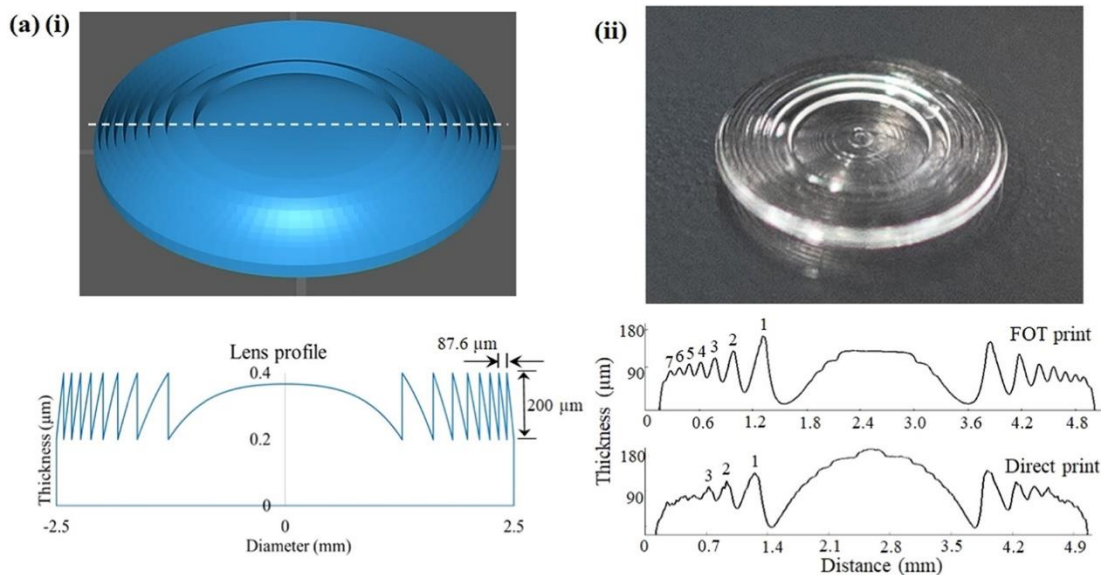 (a) (i)
(ii)
Lens profile
87.6 µm
200 µm
Thickness (µm)
0.4
0.2
0
-2.5
0
2.5
Diameter (mm)
FOT print
180
90
7 6 5 4 3 2 1
0 0.6 1.2 1.8 2.4 3.0 3.6 4.2 4.8
Thickness (µm)
Direct print
180
90
3 2 1
0 0.7 1.4 2.1 2.8 3.5 4.2 4.9
Distance (mm)